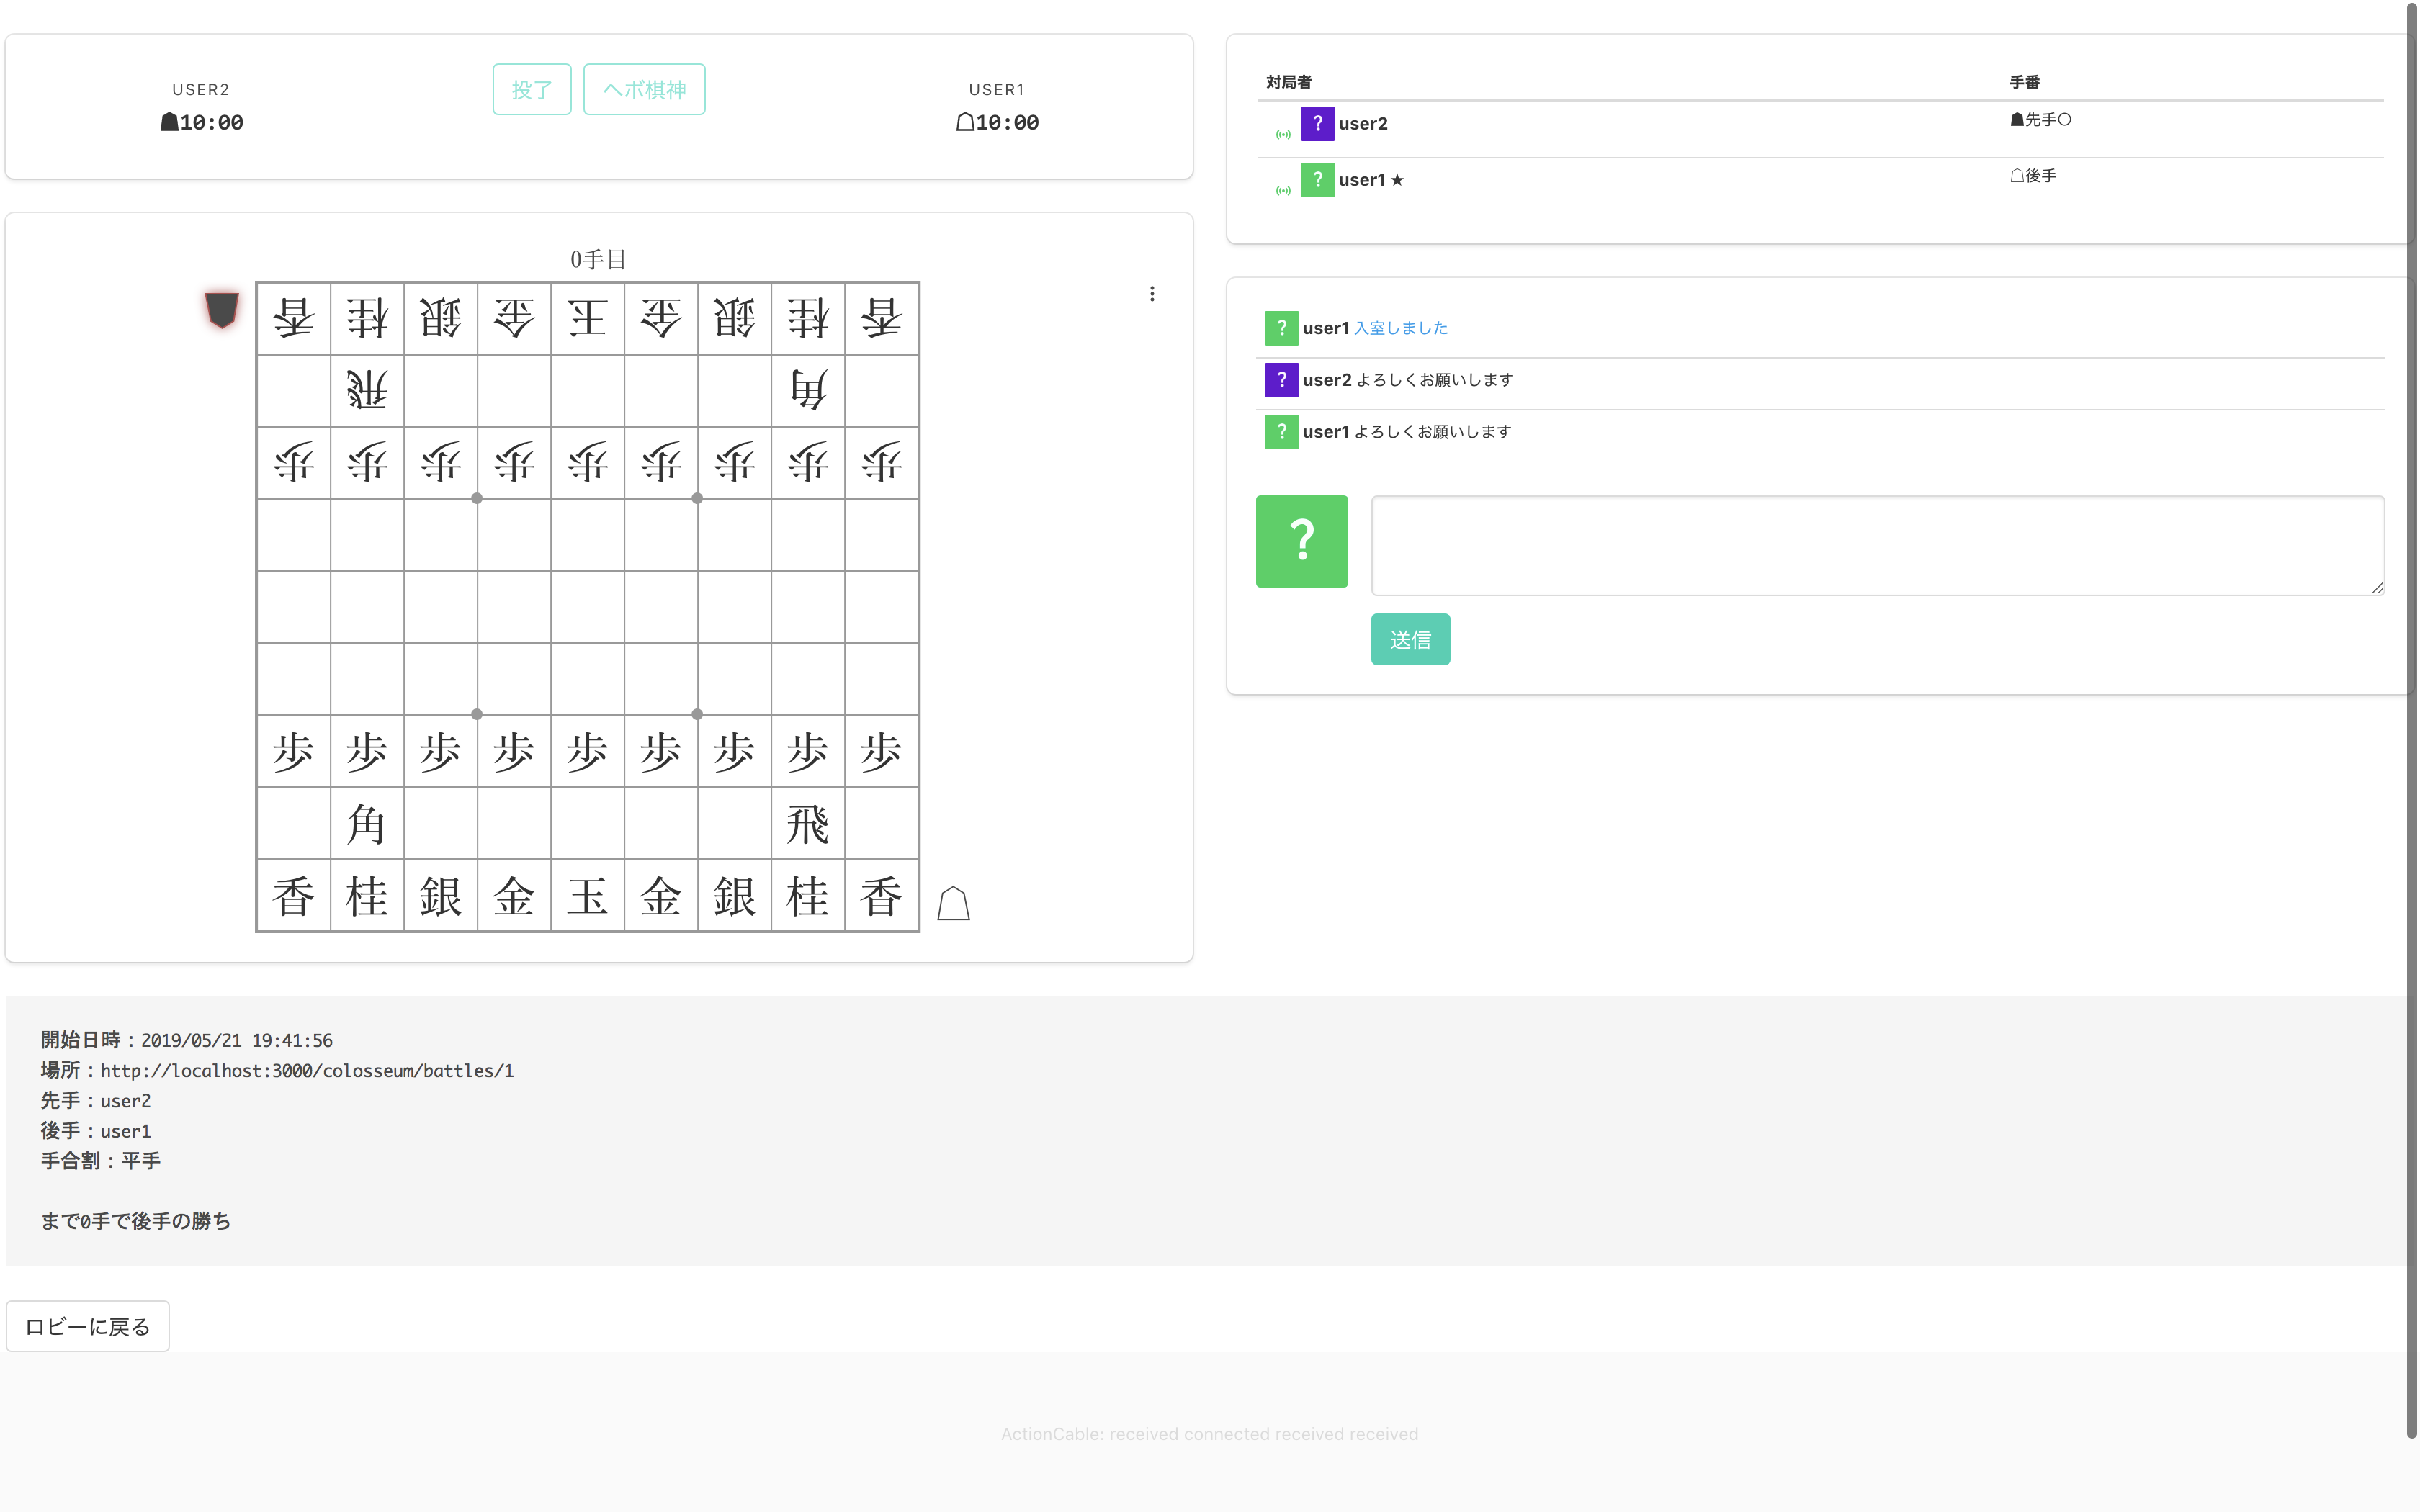 USER2
☗10:00
投了
ヘボ棋神
USER1
☖10:00
0手目
香桂銀金王金銀桂香
飛角
歩歩歩歩歩歩歩歩歩
歩歩歩歩歩歩歩歩歩
角飛
香桂銀金玉金銀桂香
対局者 手番
? user2 ☗先手○
? user1 ★ ☖後手
? user1 入室しました
? user2 よろしくお願いします
? user1 よろしくお願いします
?
送信
開始日時：2019/05/21 19:41:56
場所：http://localhost:3000/colosseum/battles/1
先手：user2
後手：user1
手合割：平手
まで0手で後手の勝ち
ロビーに戻る
ActionCable: received connected received received